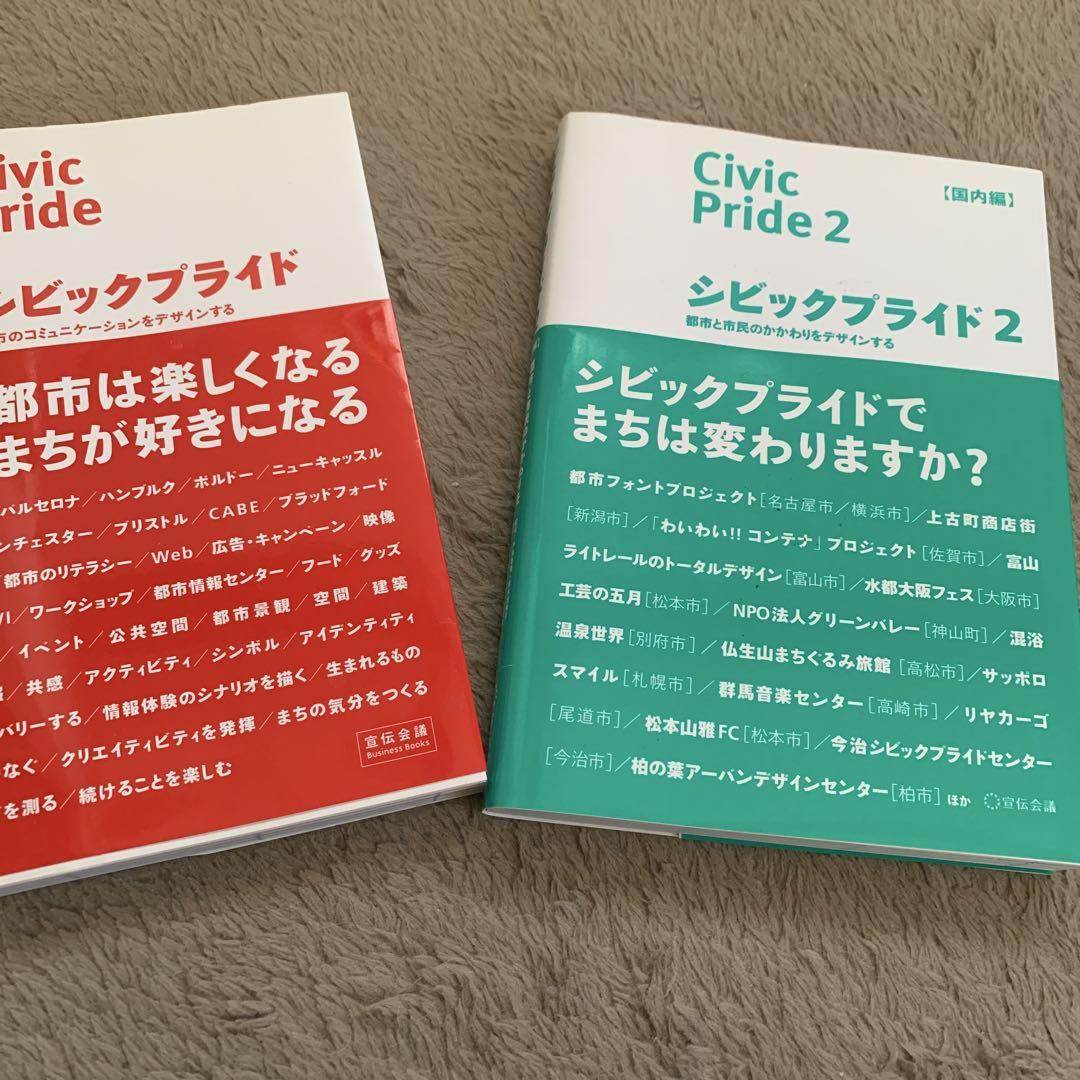 ivic
ride
シビックプライド
市のコミュニケーションをデザインする
都市は楽しくなる
まちが好きになる
バルセロナ/ハンブルク/ボルドー/ニューキャッスル
ンチェスター/ブリストル/CABE/ブラッドフォード
都市のリテラシー/Web/広告・キャンペーン/映像
/ワークショップ/都市情報センター/フード/グッズ
/イベント/公共空間/都市景観/空間/建築
/共感/アクティビティ/シンボル/アイデンティティ
バリーする/情報体験のシナリオを描く/生まれるもの
なぐ/クリエイティビティを発揮/まちの気分をつくる
を測る/続けることを楽しむ
宣伝会議
Business Books
Civic
Pride 2
【国内編】
シビックプライド2
都市と市民のかかわりをデザインする
シビックプライドで
まちは変わりますか?
都市フォントプロジェクト[名古屋市/横浜市]/上古町商店街
[新潟市]/「わいわい!! コンテナ」プロジェクト[佐賀市]/富山
ライトレールのトータルデザイン[富山市]/水都大阪フェス[大阪市]
工芸の五月[松本市]/NPO法人グリーンバレー[神山町]/混浴
温泉世界[別府市]/仏生山まちぐるみ旅館[高松市]/サッポロ
スマイル[札幌市]/群馬音楽センター[高崎市]/リヤカーゴ
[尾道市]/松本山雅FC[松本市]/今治シビックプライドセンター
[今治市]/柏の葉アーバンデザインセンター[柏市] ほか
宣伝会議